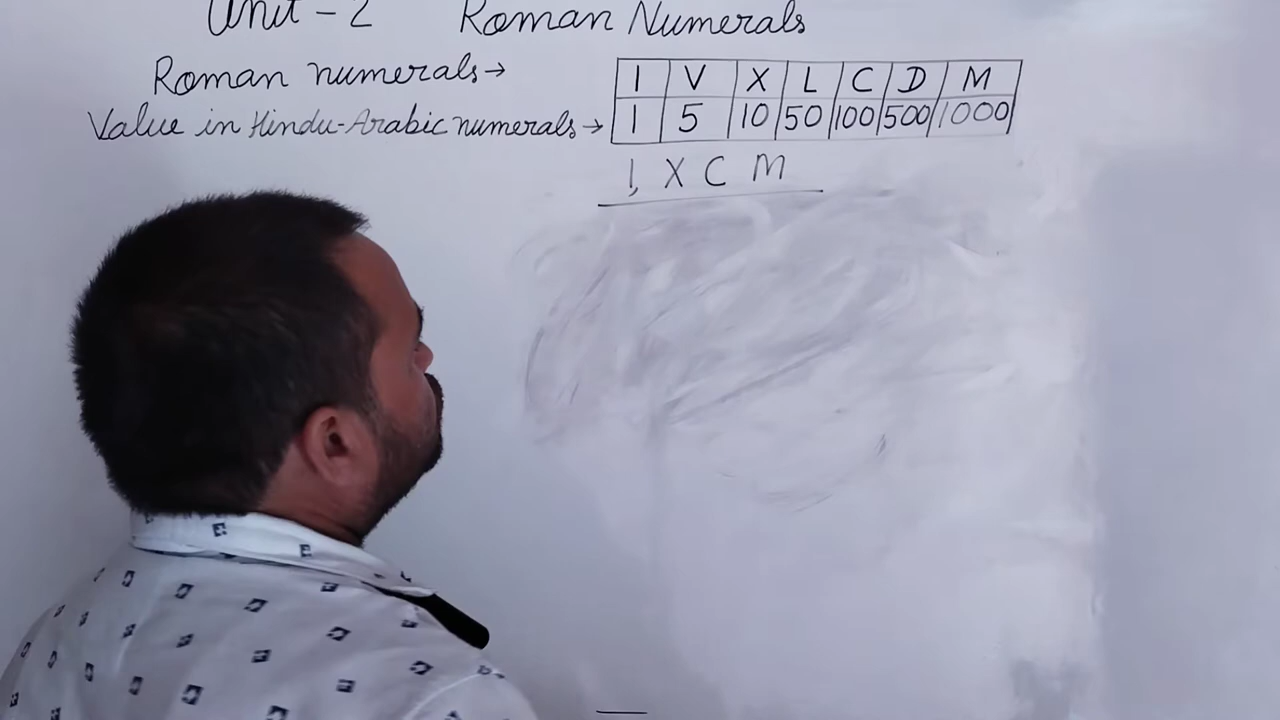 Unit - 2 Roman Numerals
Roman numerals → I V X L C D M
Value in Hindu-Arabic numerals → 1 5 10 50 100 500 1000
I, X C M